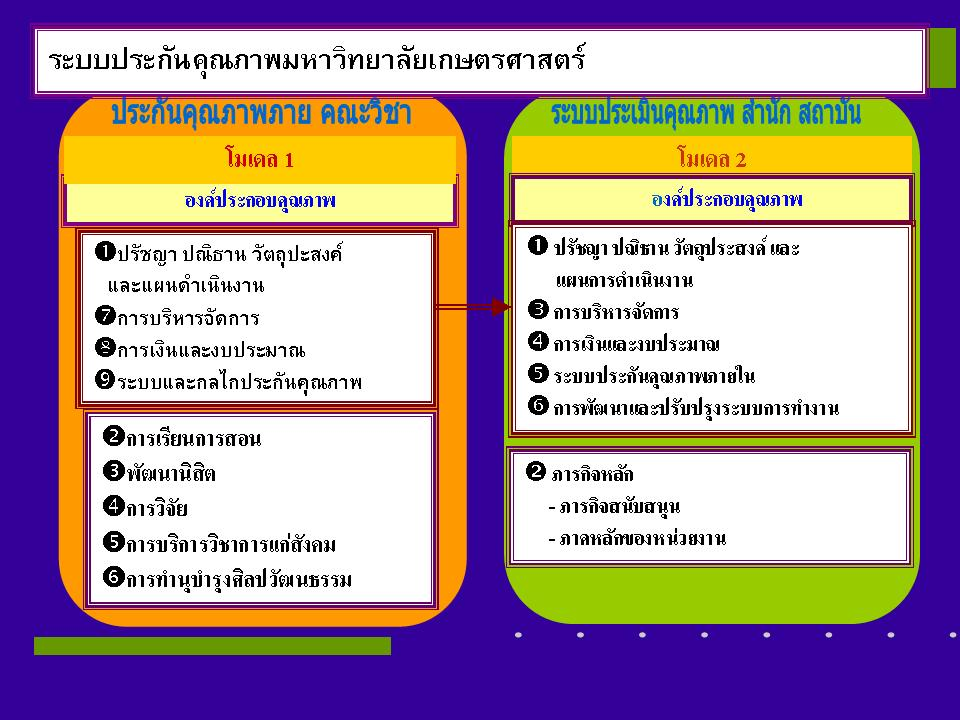 ระบบประกันคุณภาพมหาวิทยาลัยเกษตรศาสตร์
ประกันคุณภาพภาย คณะวิชา
โมเดล 1
องค์ประกอบคุณภาพ
❶ปรัชญา ปณิธาน วัตถุปะสงค์
และแผนดำเนินงาน
❼การบริหารจัดการ
❽การเงินและงบประมาณ
❾ระบบและกลไกประกันคุณภาพ
❷การเรียนการสอน
❸พัฒนานิสิต
❹การวิจัย
❺การบริการวิชาการแก่สังคม
❻การทำนุบำรุงศิลปวัฒนธรรม
ระบบประเมินคุณภาพ สำนัก สถาบัน
โมเดล 2
องค์ประกอบคุณภาพ
❶ ปรัชญา ปณิธาน วัตถุประสงค์ และ
แผนการดำเนินงาน
❸ การบริหารจัดการ
❹ การเงินและงบประมาณ
❺ ระบบประกันคุณภาพภายใน
❻ การพัฒนาและปรับปรุงระบบการทำงาน
❷ ภารกิจหลัก
- ภารกิจสนับสนุน
- ภาคหลักของหน่วยงาน